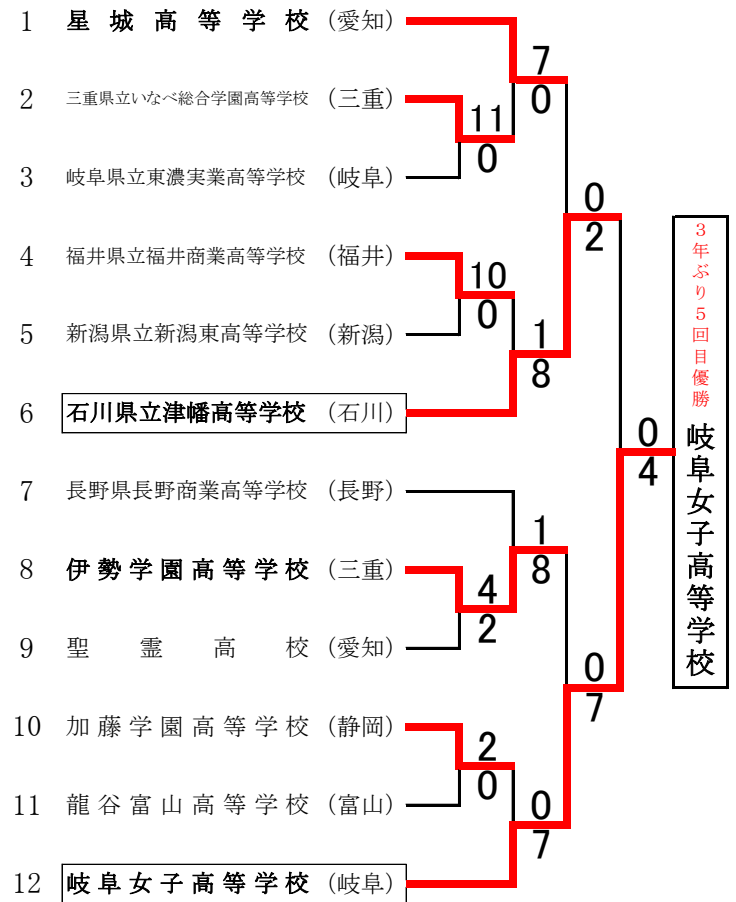 1 星城高等学校 (愛知)
2 三重県立いなべ総合学園高等学校 (三重)
3 岐阜県立東濃実業高等学校 (岐阜)
4 福井県立福井商業高等学校 (福井)
5 新潟県立新潟東高等学校 (新潟)
6 石川県立津幡高等学校 (石川)
7 長野県長野商業高等学校 (長野)
8 伊勢学園高等学校 (三重)
9 聖霊高校 (愛知)
10 加藤学園高等学校 (静岡)
11 龍谷富山高等学校 (富山)
12 岐阜女子高等学校 (岐阜)
11
0
10
0
4
2
2
0
7
0
1
8
1
8
0
7
0
2
0
7
0
4
3年ぶり5回目優勝
岐阜女子高等学校